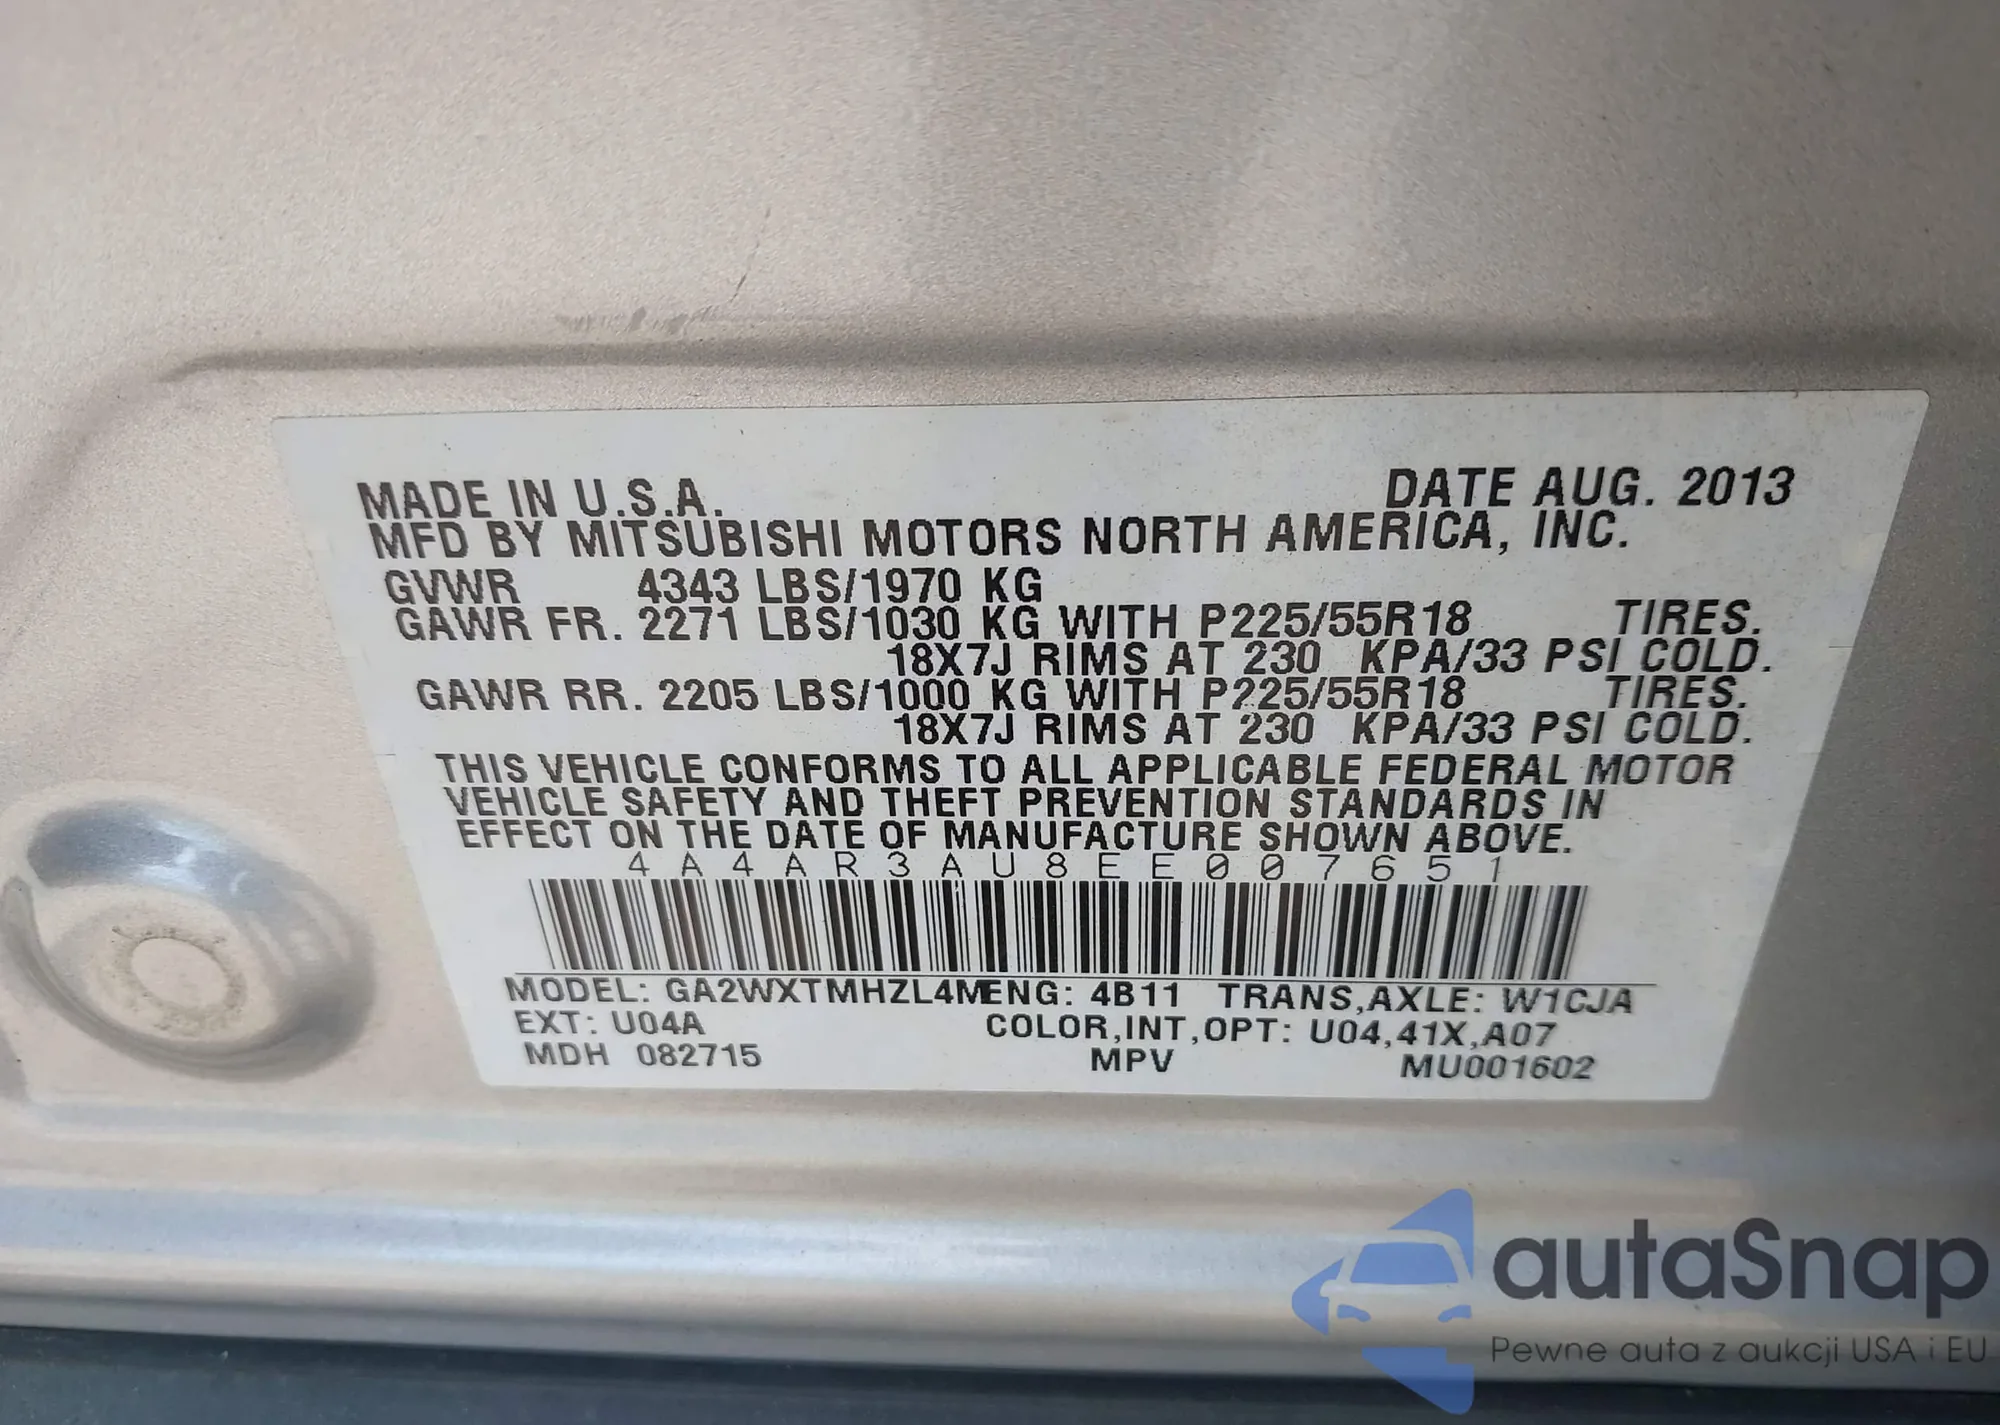 MADE IN U.S.A. DATE AUG. 2013
MFD BY MITSUBISHI MOTORS NORTH AMERICA, INC.
GVWR 4343 LBS/1970 KG
GAWR FR. 2271 LBS/1030 KG WITH P225/55R18 TIRES.
18X7J RIMS AT 230 KPA/33 PSI COLD.
GAWR RR. 2205 LBS/1000 KG WITH P225/55R18 TIRES.
18X7J RIMS AT 230 KPA/33 PSI COLD.
THIS VEHICLE CONFORMS TO ALL APPLICABLE FEDERAL MOTOR
VEHICLE SAFETY AND THEFT PREVENTION STANDARDS IN
EFFECT ON THE DATE OF MANUFACTURE SHOWN ABOVE.
4A4AR3AU8EE007651
MODEL: GA2WXTMHZL4M ENG: 4B11 TRANS,AXLE: W1CJA
EXT: U04A COLOR,INT,OPT: U04,41X,A07
MDH 082715 MPV MU001602
autaSnap
Pewne auta z aukcji USA i EU